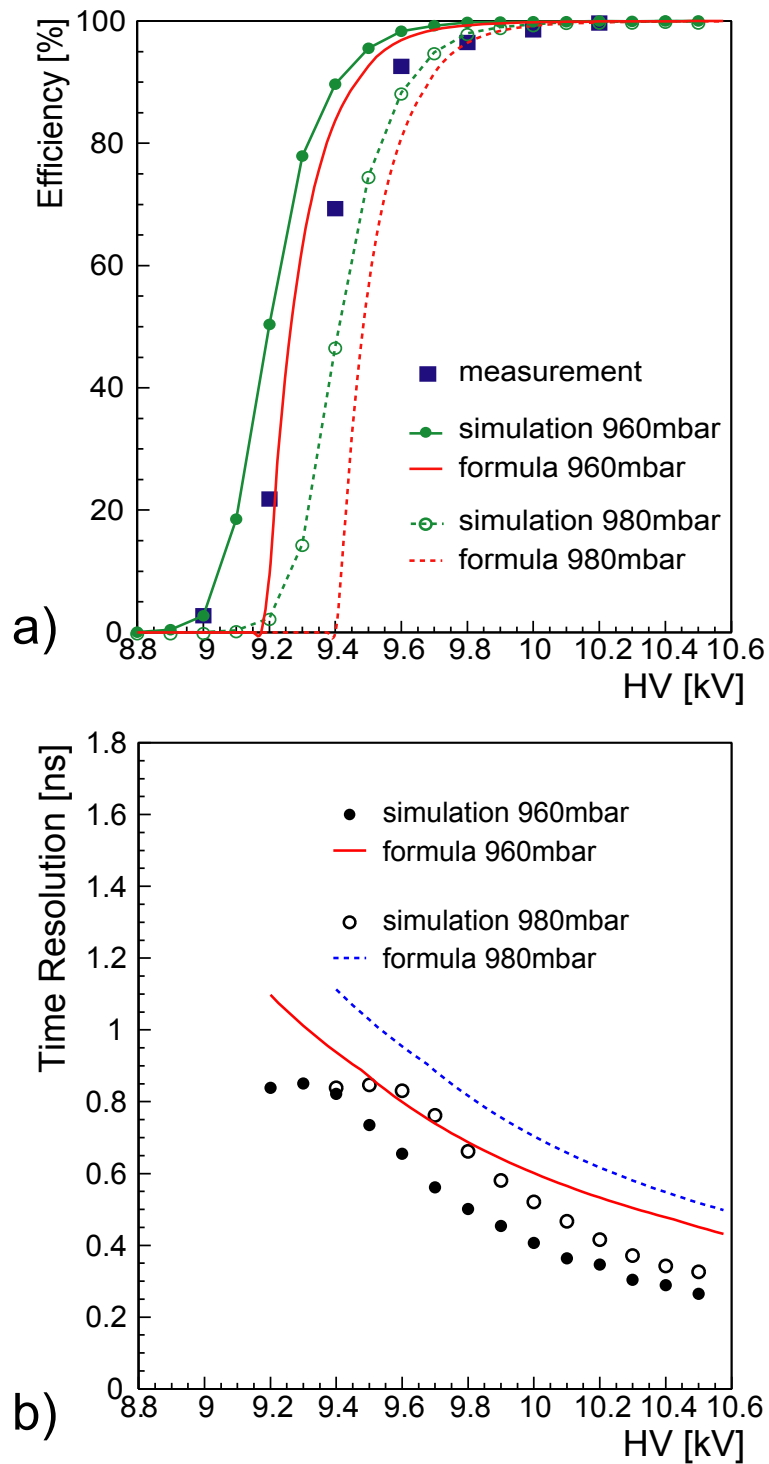 100
80
60
40
20
0
Efficiency [%]
measurement
simulation 960mbar
formula 960mbar
simulation 980mbar
formula 980mbar
a)
8.8 9 9.2 9.4 9.6 9.8 10 10.2 10.4 10.6
HV [kV]
1.8
1.6
1.4
1.2
1
0.8
0.6
0.4
0.2
0
Time Resolution [ns]
simulation 960mbar
formula 960mbar
simulation 980mbar
formula 980mbar
b)
8.8 9 9.2 9.4 9.6 9.8 10 10.2 10.4 10.6
HV [kV]